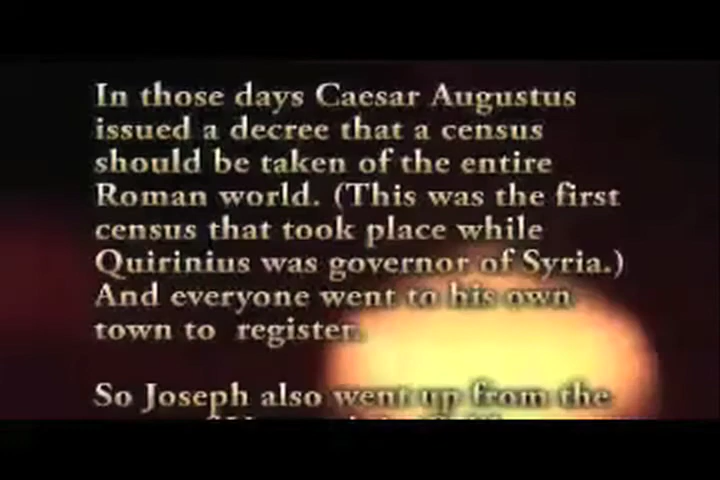 In those days Caesar Augustus
issued a decree that a census
should be taken of the entire
Roman world. (This was the first
census that took place while
Quirinius was governor of Syria.)
And everyone went to his own
town to  register.
So Joseph also went up from the